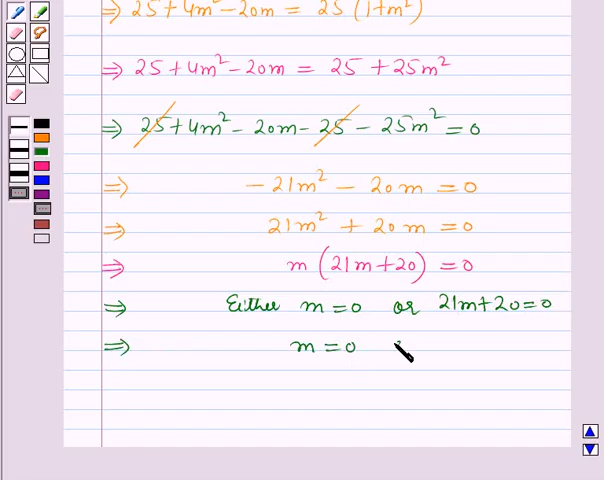 ⇒ 25 + 4m² - 20m = 25 (1+m²)
⇒ 25 + 4m² - 20m = 25 + 25m²
⇒ 25 + 4m² - 20m - 25 - 25m² = 0
⇒ - 21m² - 20m = 0
⇒ 21m² + 20m = 0
⇒ m (21m + 20) = 0
⇒ Either m = 0 or 21m + 20 = 0
⇒ m = 0